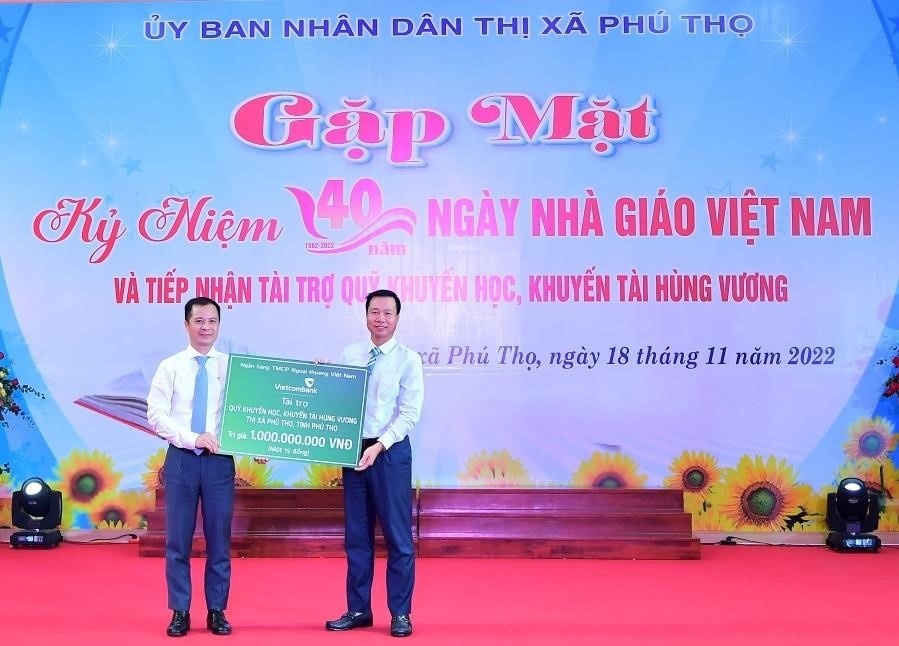 ỦY BAN NHÂN DÂN THỊ XÃ PHÚ THỌ
Gặp Mặt
Kỷ Niệm 40 năm 1982-2022 NGÀY NHÀ GIÁO VIỆT NAM
VÀ TIẾP NHẬN TÀI TRỢ QUỸ KHUYẾN HỌC, KHUYẾN TÀI HÙNG VƯƠNG
xã Phú Thọ, ngày 18 tháng 11 năm 2022
Ngân hàng TMCP Ngoại thương Việt Nam
Vietcombank
Tài trợ
QUỸ KHUYẾN HỌC, KHUYẾN TÀI HÙNG VƯƠNG
THỊ XÃ PHÚ THỌ, TỈNH PHÚ THỌ
Trị giá: 1.000.000.000 VNĐ
(Một tỷ đồng)